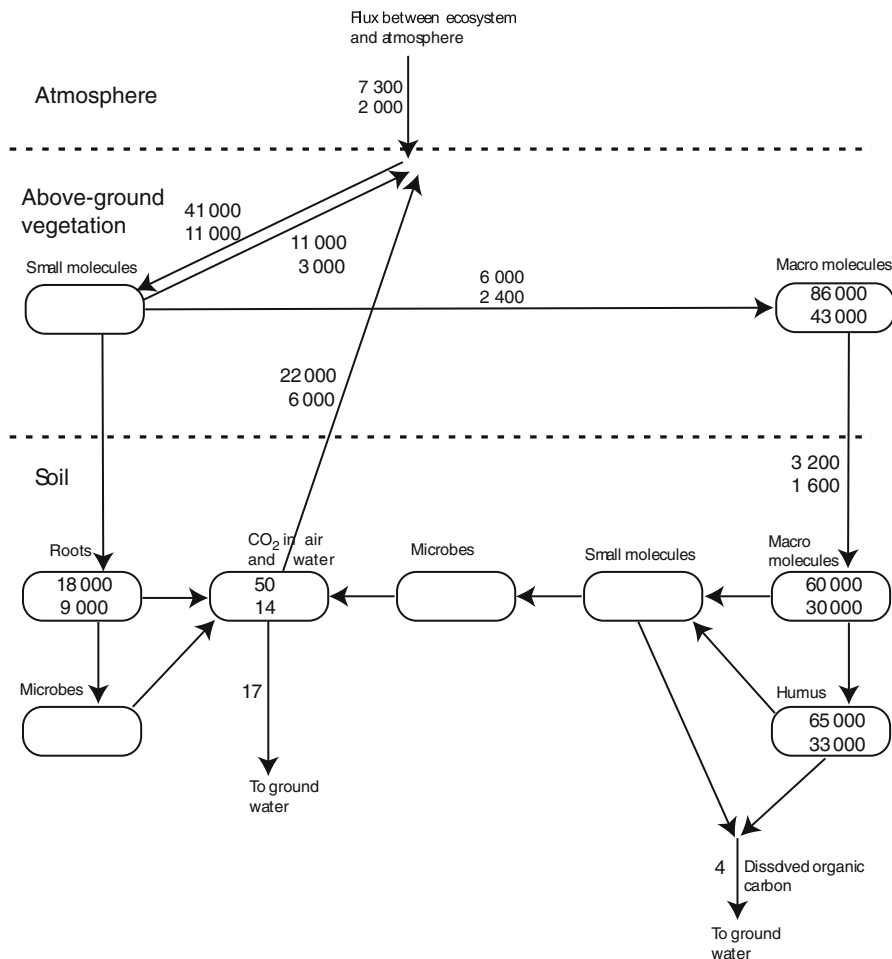 Flux between ecosystem
and atmosphere
7 300
2 000
Atmosphere
Above-ground
vegetation
41 000
11 000
11 000
3 000
Small molecules
6 000
2 400
Macro molecules
86 000
43 000
22 000
6 000
Soil
3 200
1 600
Roots
18 000
9 000
CO₂ in air
and water
50
14
Microbes
Small molecules
Macro
molecules
60 000
30 000
Microbes
17
Humus
65 000
33 000
To ground
water
4
Dissdved organic
carbon
To ground
water